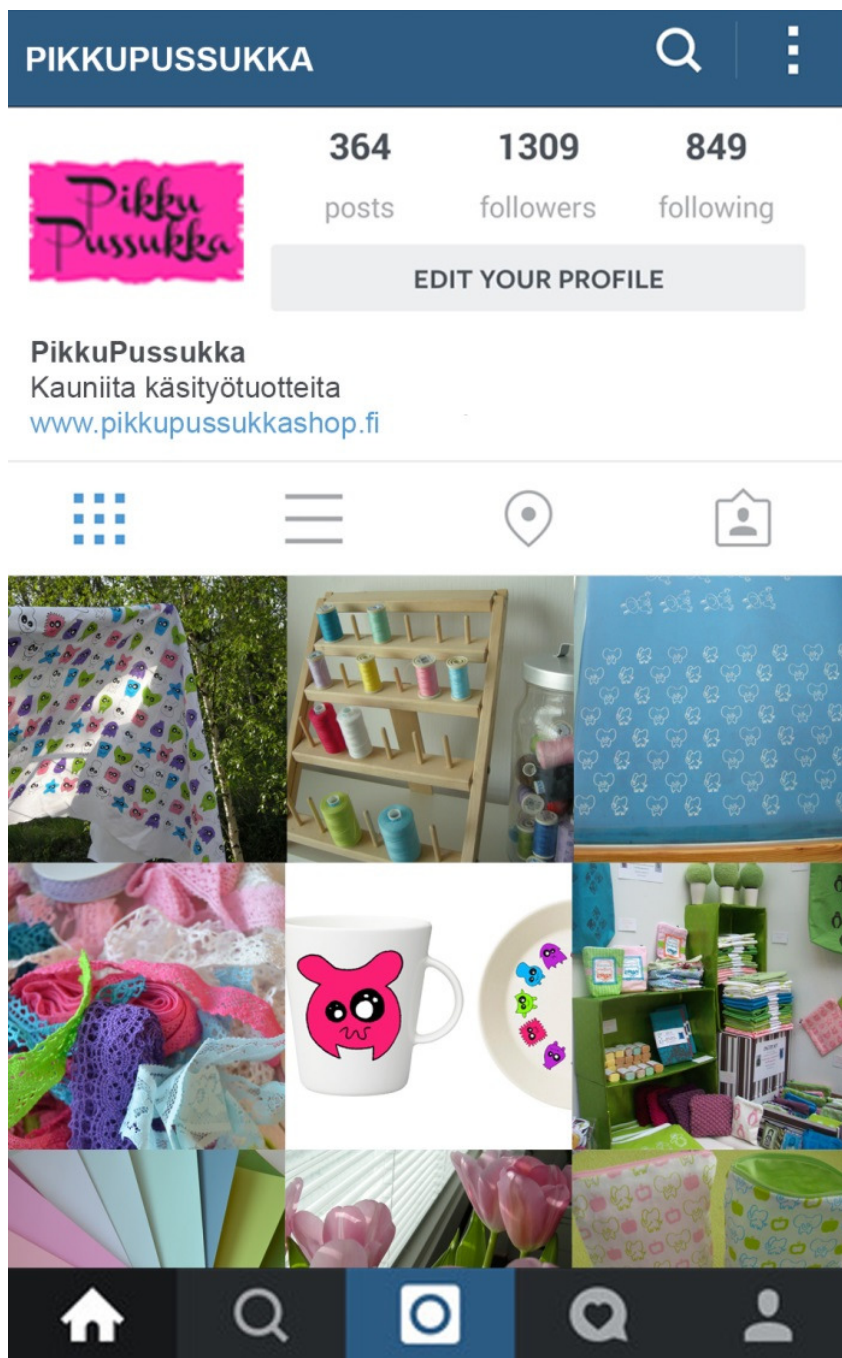 PIKKUPUSSUKKA
364 1309 849
posts followers following
Pikku
Pussukka
EDIT YOUR PROFILE
PikkuPussukka
Kauniita käsityötuotteita
www.pikkupussukkashop.fi